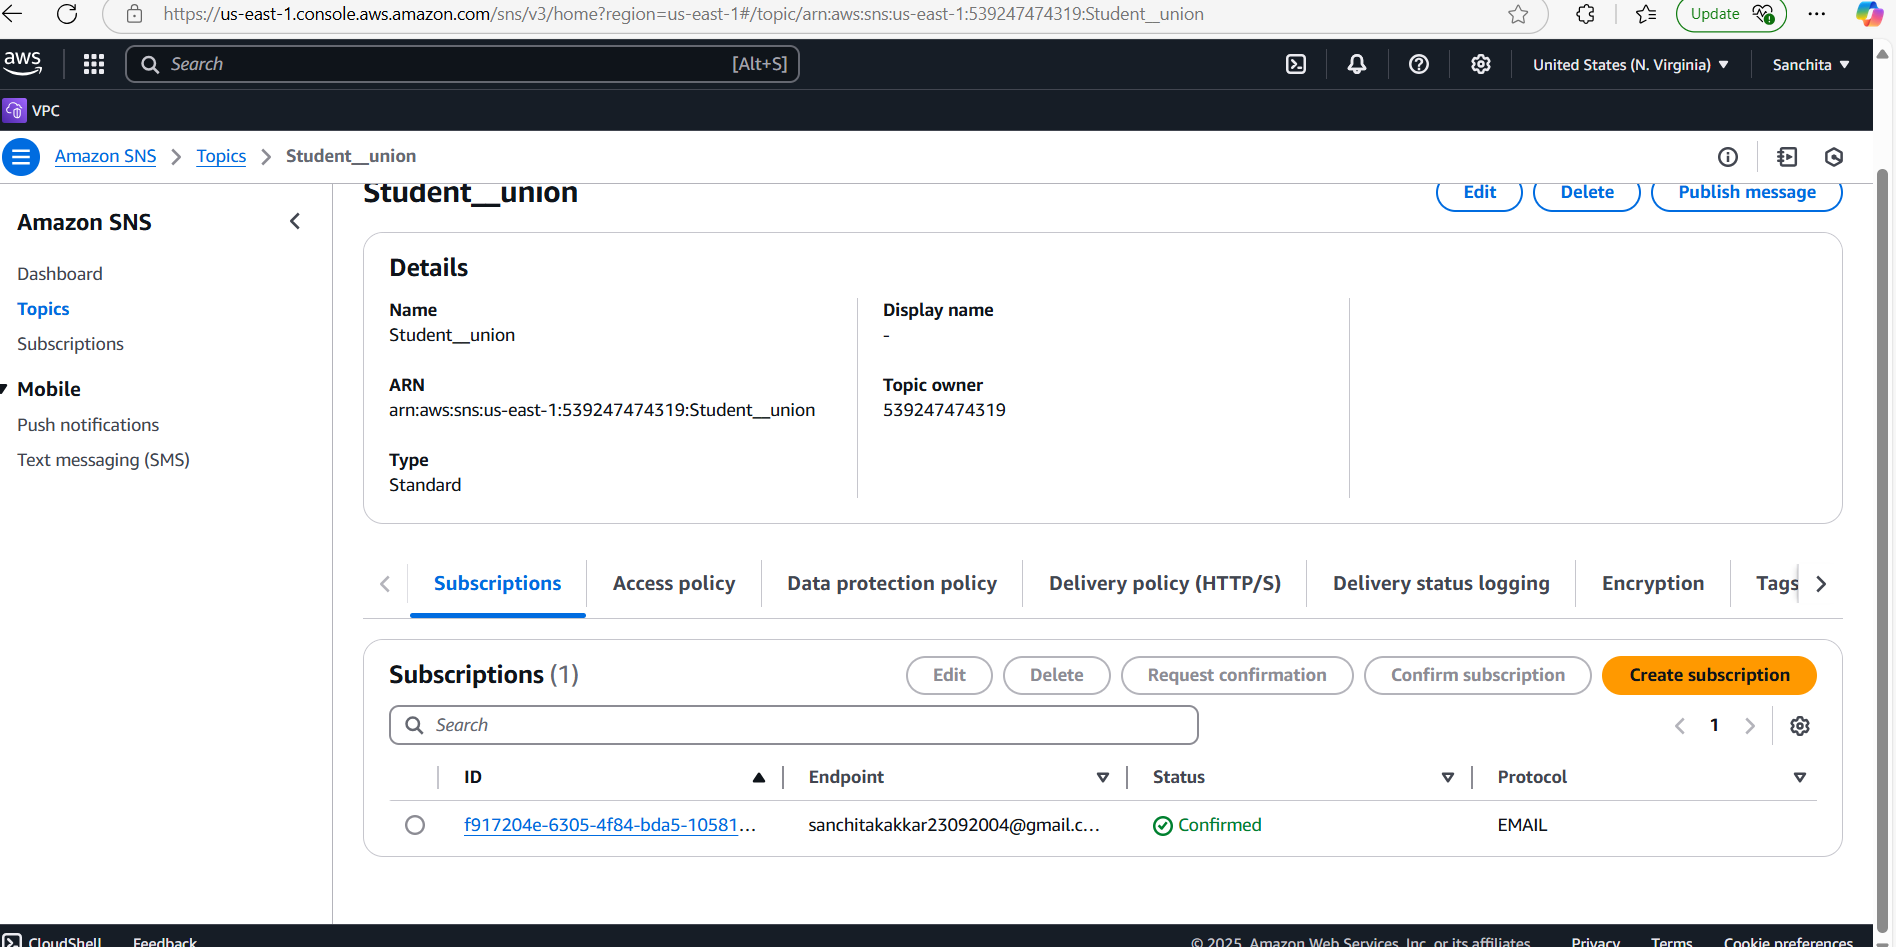 https://us-east-1.console.aws.amazon.com/sns/v3/home?region=us-east-1#/topic/arn:aws:sns:us-east-1:539247474319:Student__union
Update
aws
Search [Alt+S]
United States (N. Virginia)
Sanchita
VPC
Amazon SNS
Topics
Student__union
Amazon SNS
Dashboard
Topics
Subscriptions
Mobile
Push notifications
Text messaging (SMS)
Student__union
Edit
Delete
Publish message
Details
Name
Student__union
ARN
arn:aws:sns:us-east-1:539247474319:Student__union
Type
Standard
Display name
-
Topic owner
539247474319
Subscriptions
Access policy
Data protection policy
Delivery policy (HTTP/S)
Delivery status logging
Encryption
Tags
Subscriptions (1)
Edit
Delete
Request confirmation
Confirm subscription
Create subscription
Search
1
ID
Endpoint
Status
Protocol
f917204e-6305-4f84-bda5-10581...
sanchitakakkar23092004@gmail.c...
Confirmed
EMAIL
CloudShell
Feedback
© 2025, Amazon Web Services, Inc. or its affiliates.
Privacy
Terms
Cookie preferences